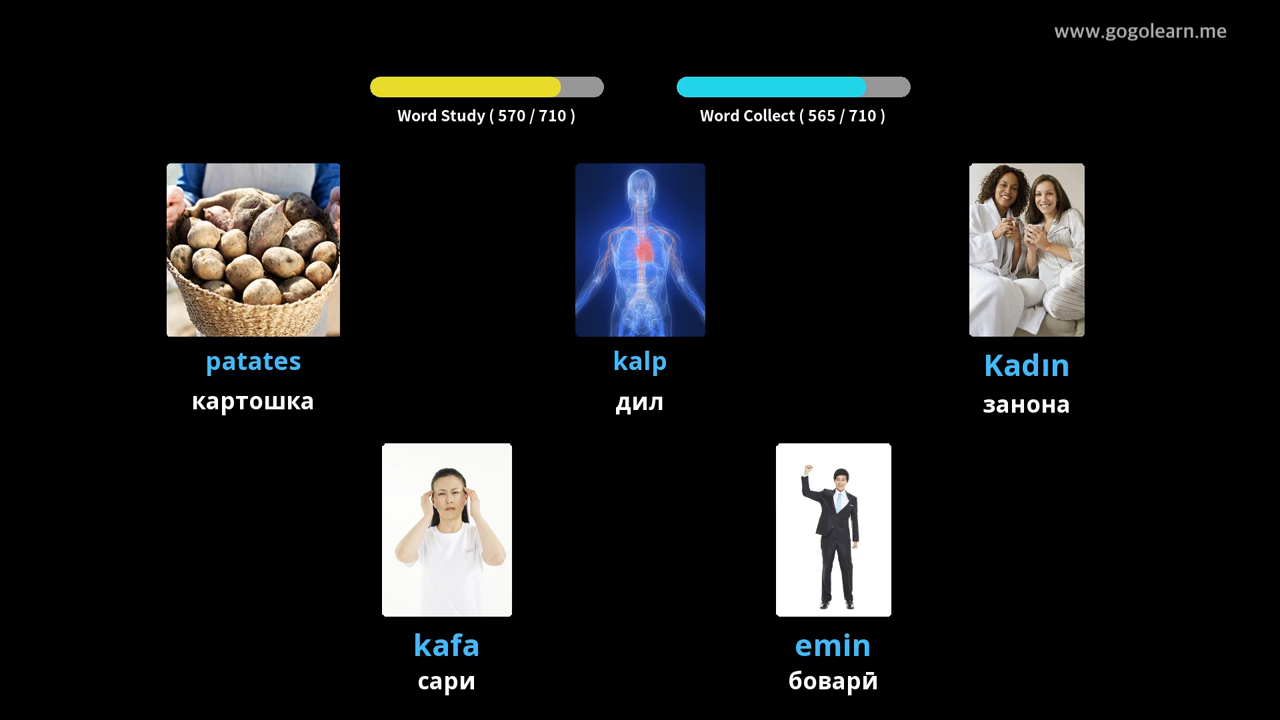 www.gogolearn.me
Word Study ( 570 / 710 )
Word Collect ( 565 / 710 )
patates
картошка
kalp
дил
Kadın
занона
kafa
сари
emin
боварӣ